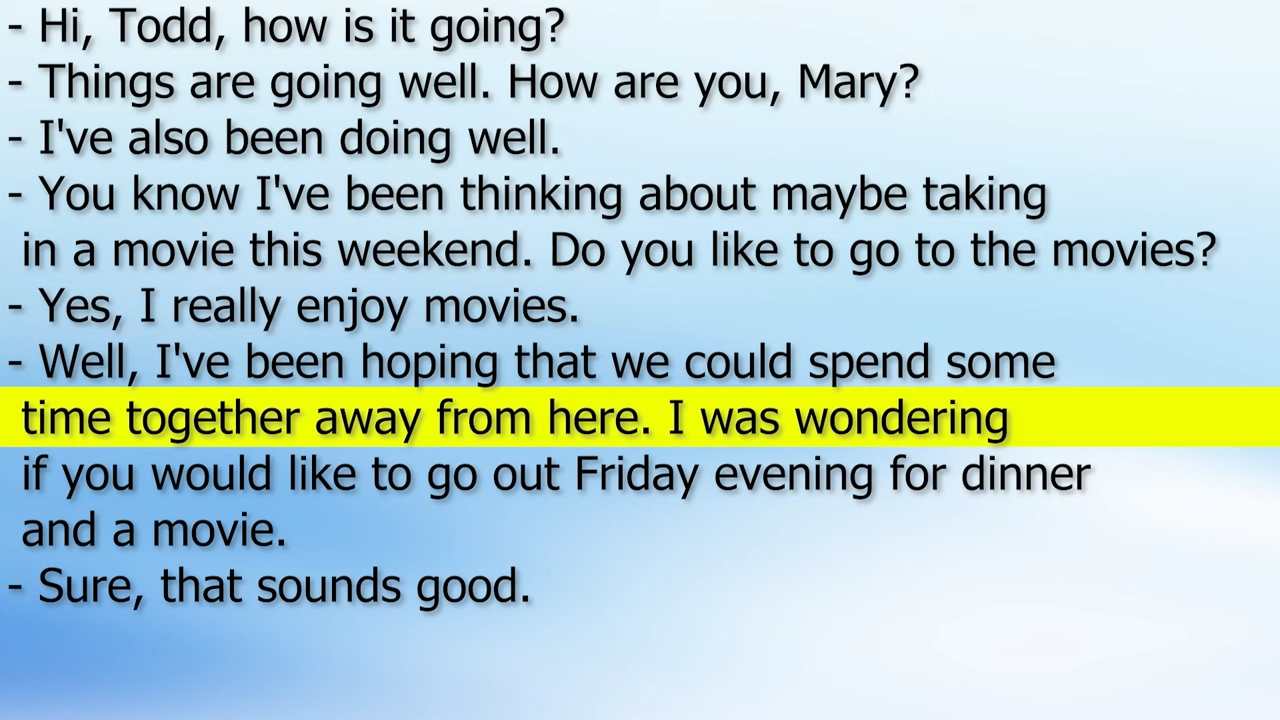 - Hi, Todd, how is it going?
- Things are going well. How are you, Mary?
- I've also been doing well.
- You know I've been thinking about maybe taking
in a movie this weekend. Do you like to go to the movies?
- Yes, I really enjoy movies.
- Well, I've been hoping that we could spend some
time together away from here. I was wondering
if you would like to go out Friday evening for dinner
and a movie.
- Sure, that sounds good.